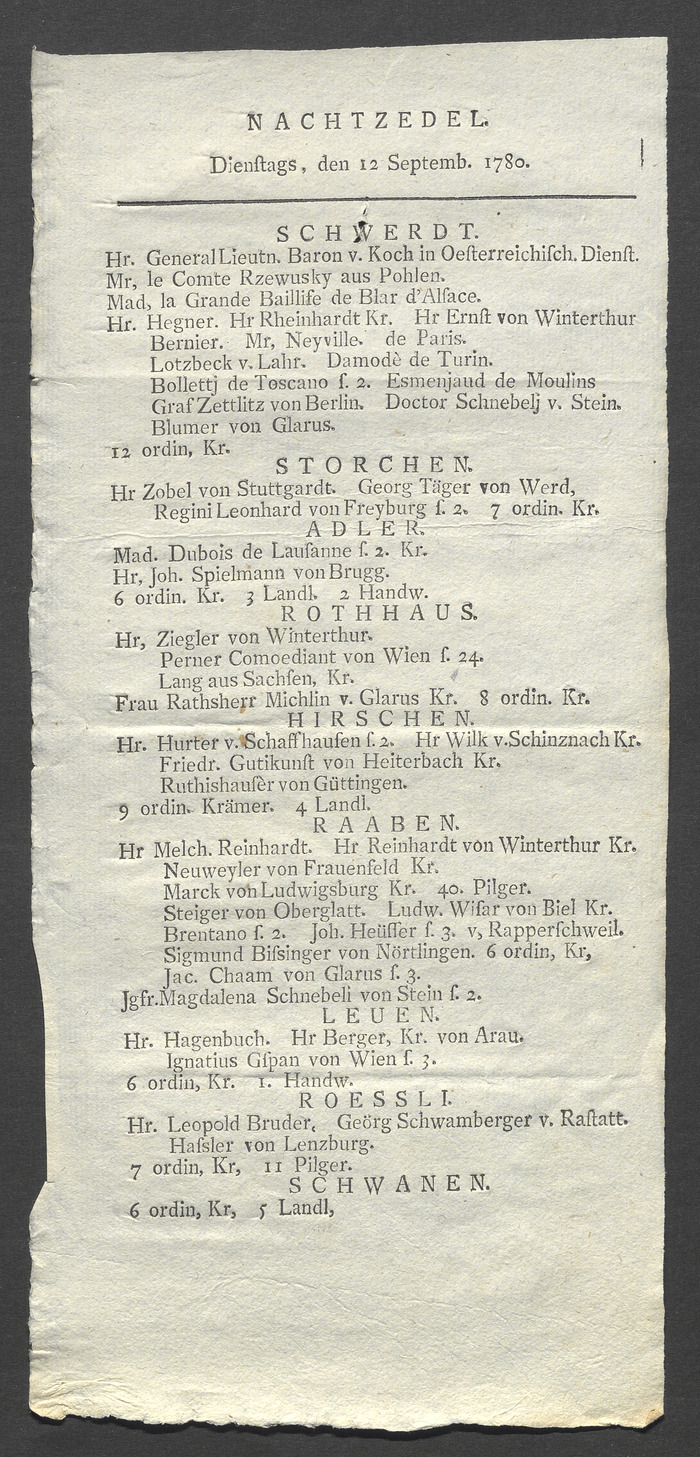 NACHTZEDEL.
Dienſtags, den 12 Septemb. 1780.
SCHWERDT.
Hr. GeneralLieutn. Baron v. Koch in Oeſterreichiſch. Dienſt.
Mr, le Comte Rzewusky aus Pohlen.
Mad, la Grande Baillife de Blar d'Alſace.
Hr. Hegner. Hr Rheinhardt Kr. Hr Ernſt von Winterthur
Bernier. Mr, Neyville. de Paris.
Lotzbeck v. Lahr. Damodè de Turin.
Bollettj de Toscano ſ. 2. Esmenjaud de Moulins
Graf Zettlitz von Berlin. Doctor Schnebelj v. Stein.
Blumer von Glarus.
12 ordin, Kr.
STORCHEN.
Hr Zobel von Stuttgardt. Georg Täger von Werd,
Regini Leonhard von Freyburg ſ. 2. 7 ordin. Kr.
ADLER.
Mad. Dubois de Lauſanne ſ. 2. Kr.
Hr, Joh. Spielmann von Brugg.
6 ordin. Kr. 3 Landl. 2 Handw.
ROTHHAUS.
Hr, Ziegler von Winterthur.
Perner Comoediant von Wien ſ. 24.
Lang aus Sachſen, Kr.
Frau Rathsherr Michlin v. Glarus Kr. 8 ordin. Kr.
HIRSCHEN.
Hr. Hurter v. Schaffhauſen ſ. 2. Hr Wilk v. Schinznach Kr.
Friedr. Gutikunſt von Heiterbach Kr.
Ruthishauſèr von Güttingen.
9 ordin. Krämer. 4 Landl.
RAABEN.
Hr Melch. Reinhardt. Hr Reinhardt von Winterthur Kr.
Neuweyler von Frauenfeld Kr.
Marck von Ludwigsburg Kr. 40. Pilger.
Steiger von Oberglatt. Ludw. Wiſar von Biel Kr.
Brentano ſ. 2. Joh. Heüſſer ſ. 3. v, Rapperſchweil.
Sigmund Biſsinger von Nörtlingen. 6 ordin, Kr,
Jac. Chaam von Glarus ſ. 3.
Jgfr. Magdalena Schnebeli von Stein ſ. 2.
LEUEN.
Hr. Hagenbuch. Hr Berger, Kr. von Arau.
Ignatius Gſpan von Wien ſ. 3.
6 ordin, Kr. 1. Handw.
ROESSLI.
Hr. Leopold Bruder, Geörg Schwamberger v. Raſtatt.
Haſsler von Lenzburg.
7 ordin, Kr, 11 Pilger.
SCHWANEN.
6 ordin, Kr, 5 Landl,